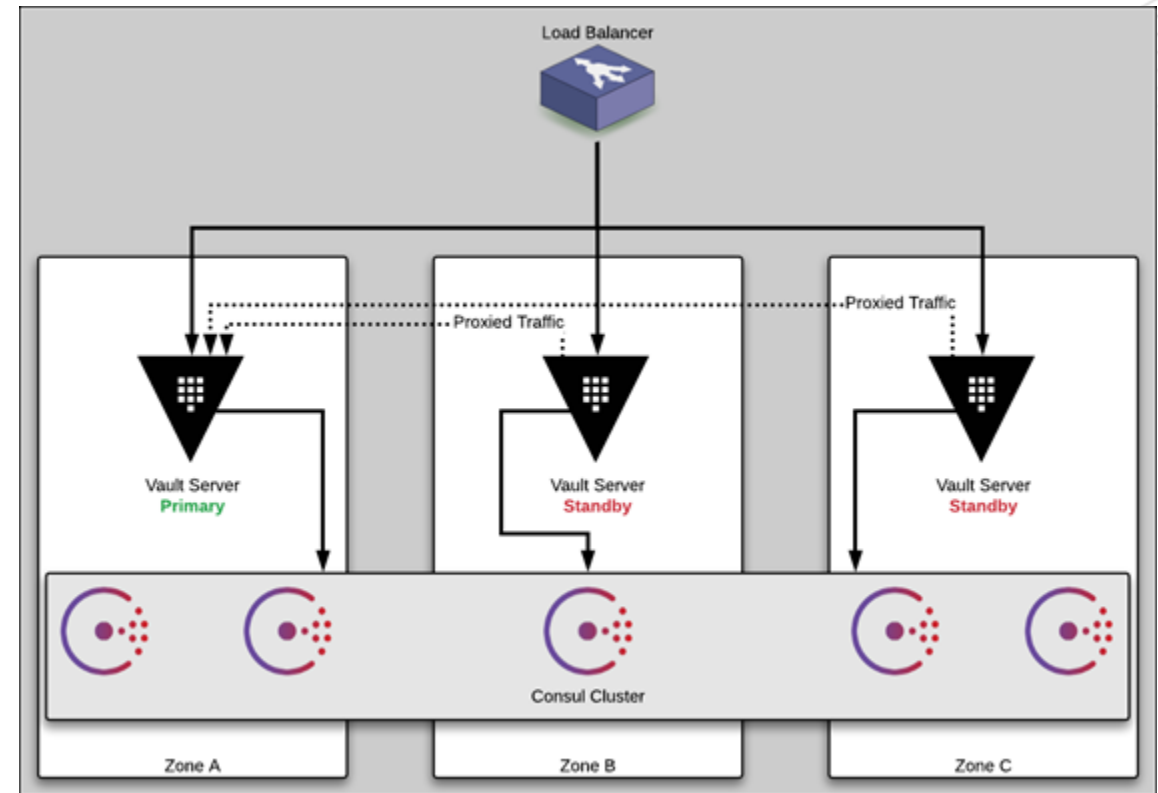 Load Balancer
Proxied Traffic
Proxied Traffic
Vault Server
Primary
Vault Server
Standby
Vault Server
Standby
Consul Cluster
Zone A
Zone B
Zone C